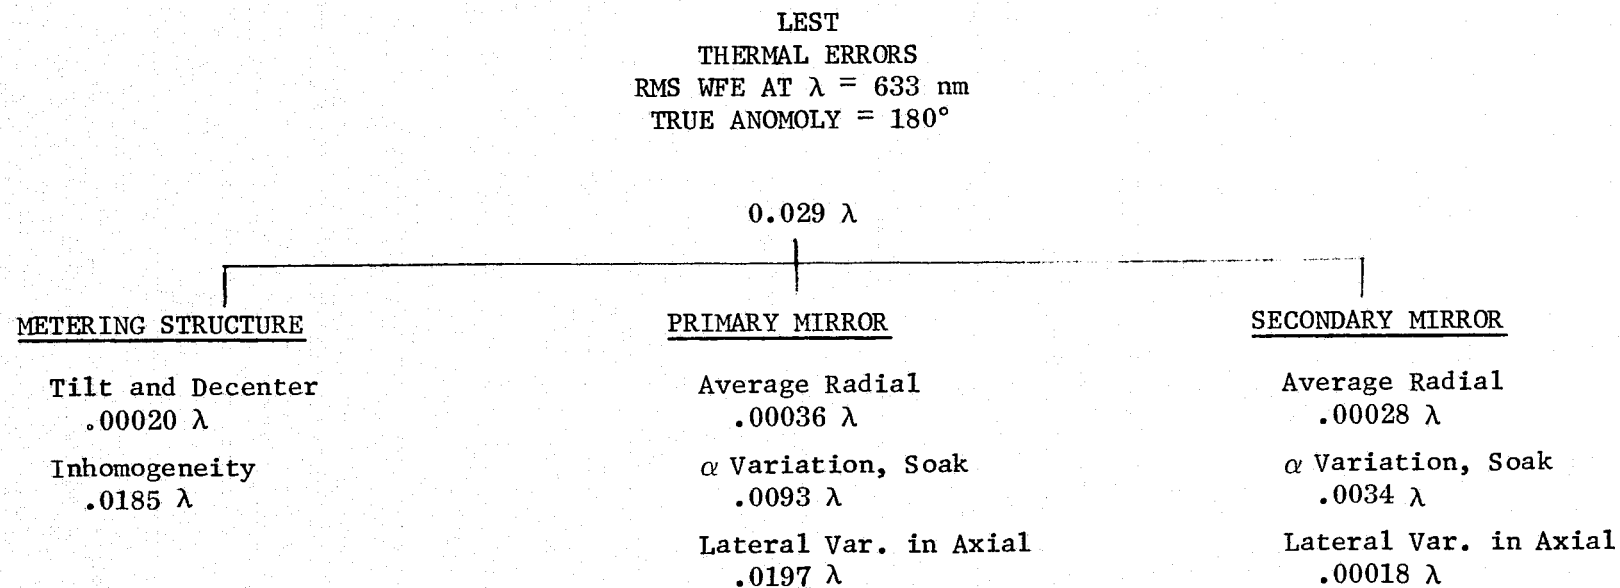 LEST
THERMAL ERRORS
RMS WFE AT λ = 633 nm
TRUE ANOMOLY = 180°
0.029 λ
METERING STRUCTURE
Tilt and Decenter
.00020 λ
Inhomogeneity
.0185 λ
PRIMARY MIRROR
Average Radial
.00036 λ
α Variation, Soak
.0093 λ
Lateral Var. in Axial
.0197 λ
SECONDARY MIRROR
Average Radial
.00028 λ
α Variation, Soak
.0034 λ
Lateral Var. in Axial
.00018 λ